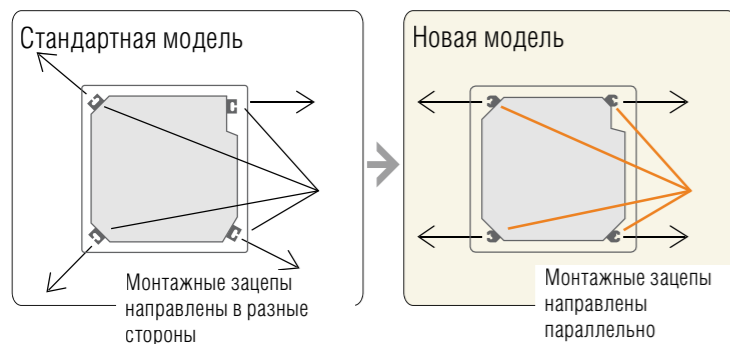 Стандартная модель
Монтажные зацепы
направлены в разные
стороны
Новая модель
Монтажные зацепы
направлены
параллельно